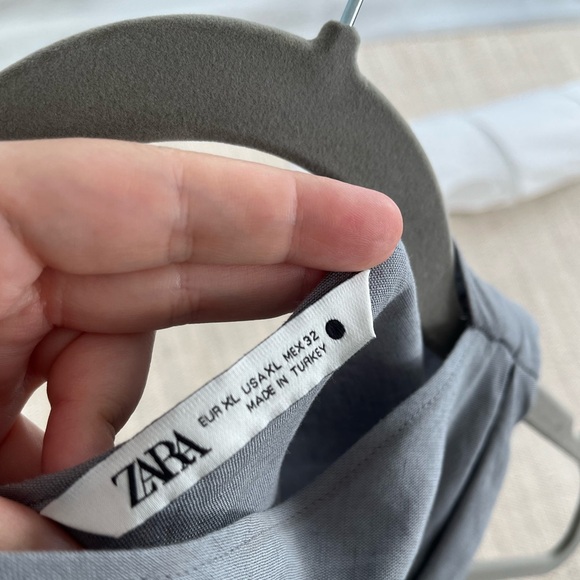 ZARA
EUR XL USA XL MEX 32
MADE IN TURKEY